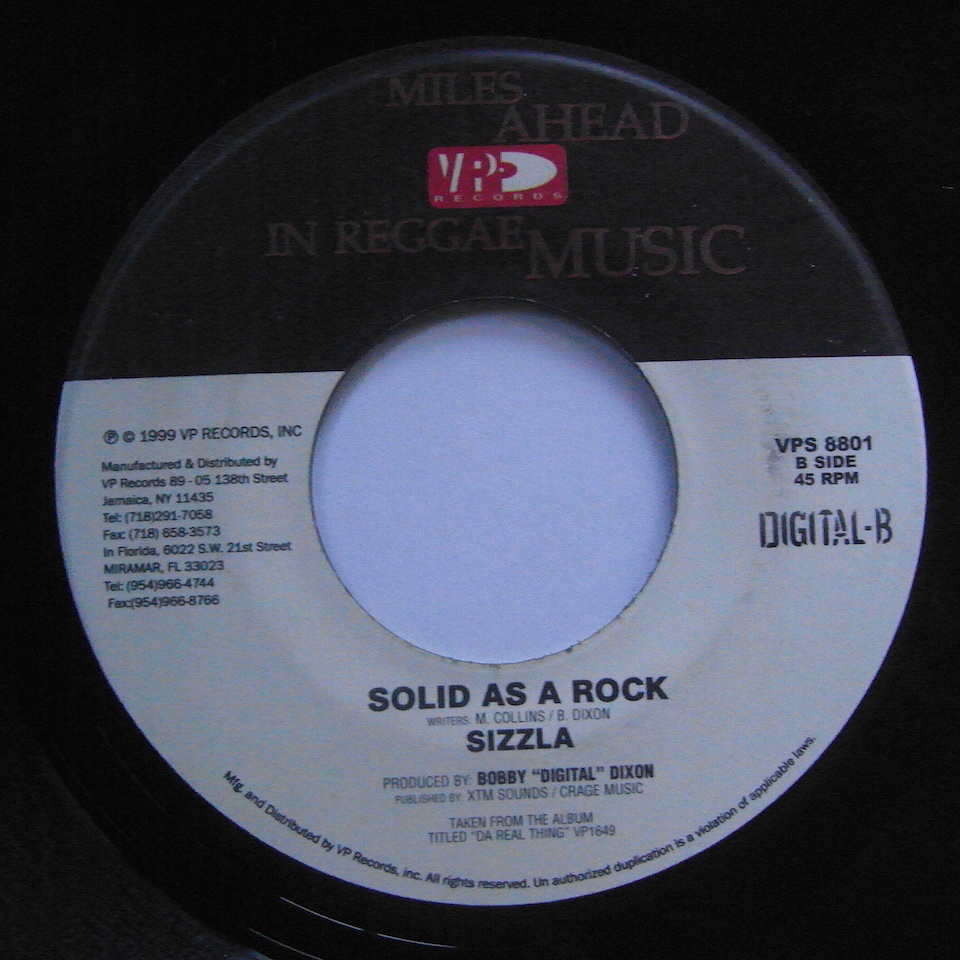 MILES
AHEAD
VP
RECORDS
IN REGGAE
MUSIC
℗ © 1999 VP RECORDS, INC
Manufactured & Distributed by
VP Records 89 - 05 138th Street
Jamaica, NY 11435
Tel: (718)291-7058
Fax: (718) 658-3573
In Florida, 6022 S.W. 21st Street
MIRAMAR, FL 33023
Tel: (954)966-4744
Fax:(954)966-8766
VPS 8801
B SIDE
45 RPM
DIGITAL-B
SOLID AS A ROCK
WRITERS: M. COLLINS / B. DIXON
SIZZLA
PRODUCED BY: BOBBY "DIGITAL" DIXON
PUBLISHED BY: XTM SOUNDS / CRAGE MUSIC
TAKEN FROM THE ALBUM
TITLED "DA REAL THING" VP1649
Mfg. and Distributed by VP Records, inc. All rights reserved. Un authorized duplication is a violation of applicable laws.